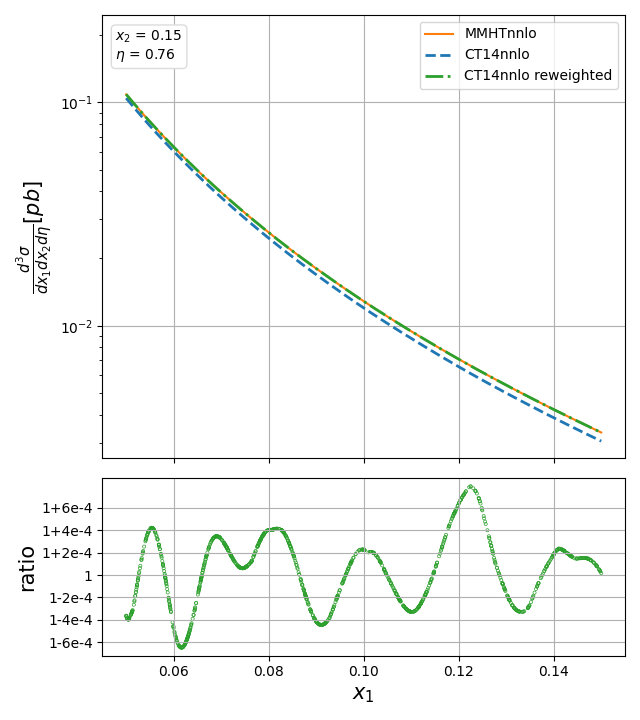 x₂ = 0.15
η = 0.76
MMHTnnlo
CT14nnlo
CT14nnlo reweighted
10⁻¹
10⁻²
d³σ/dx₁dx₂dη [pb]
1+6e-4
1+4e-4
1+2e-4
1
1-2e-4
1-4e-4
1-6e-4
ratio
0.06 0.08 0.10 0.12 0.14
x₁